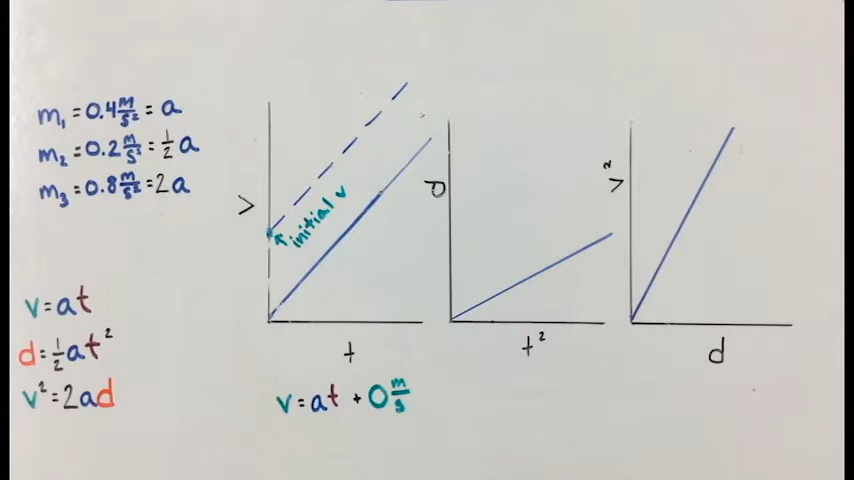 m₁ = 0.4 m/s² = a
m₂ = 0.2 m/s² = ½ a
m₃ = 0.8 m/s² = 2a
v = at
d = ½at²
v² = 2ad
v
initial v
t
v = at + 0 m/s
d
t²
v²
d